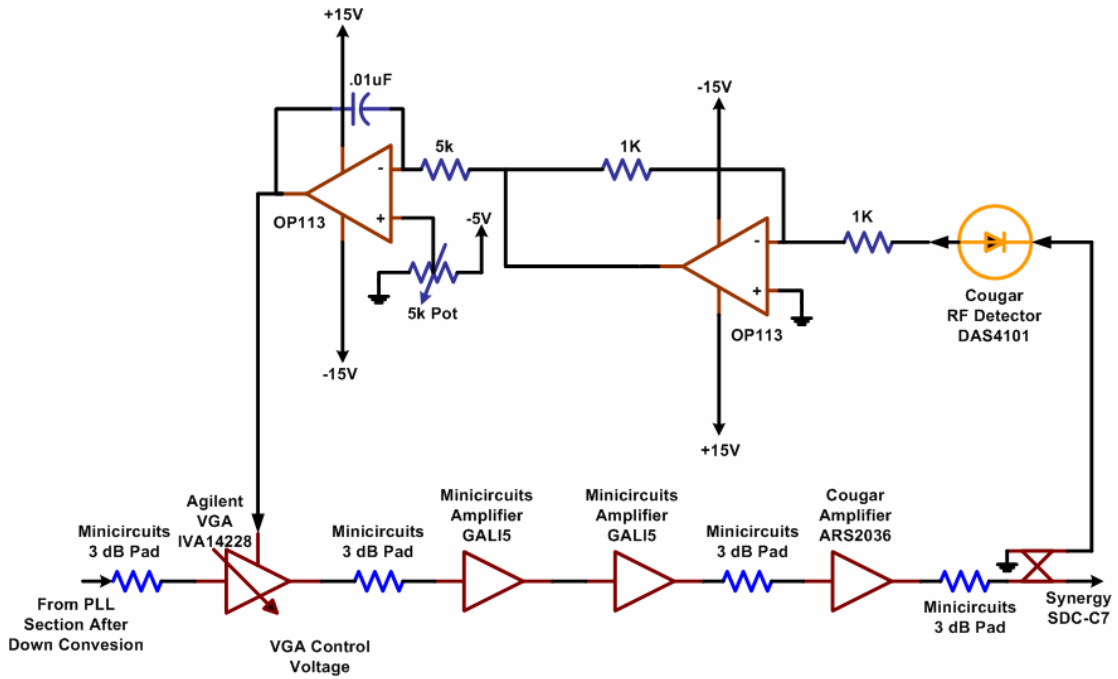 +15V
.01uF
-15V
5k
1K
OP113
-5V
1K
5k Pot
Cougar
RF Detector
DAS4101
OP113
-15V
+15V
Agilent
VGA
IVA14228
Minicircuits
3 dB Pad
Minicircuits
3 dB Pad
Minicircuits
Amplifier
GALI5
Minicircuits
Amplifier
GALI5
Minicircuits
3 dB Pad
Cougar
Amplifier
ARS2036
From PLL
Section After
Down Convesion
VGA Control
Voltage
Minicircuits
3 dB Pad
Synergy
SDC-C7
-
+
-
+